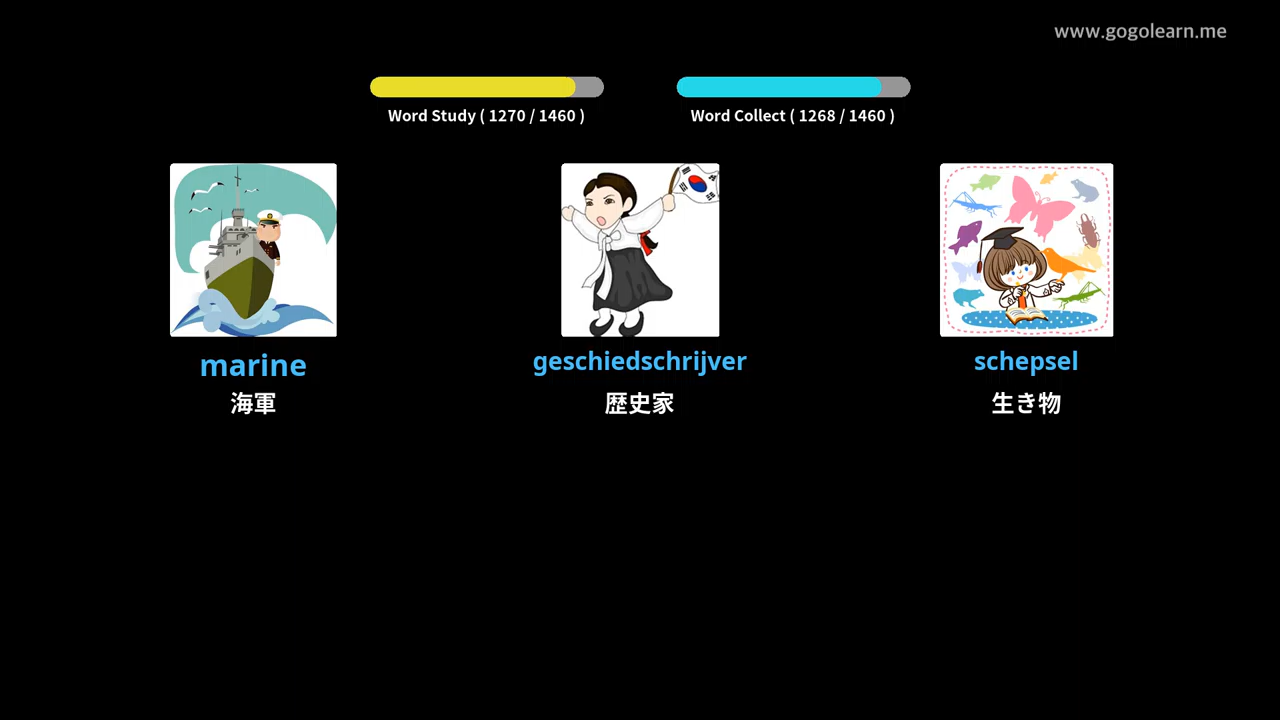 www.gogolearn.me
Word Study ( 1270 / 1460 )
Word Collect ( 1268 / 1460 )
marine
geschiedschrijver
schepsel
海軍
歴史家
生き物